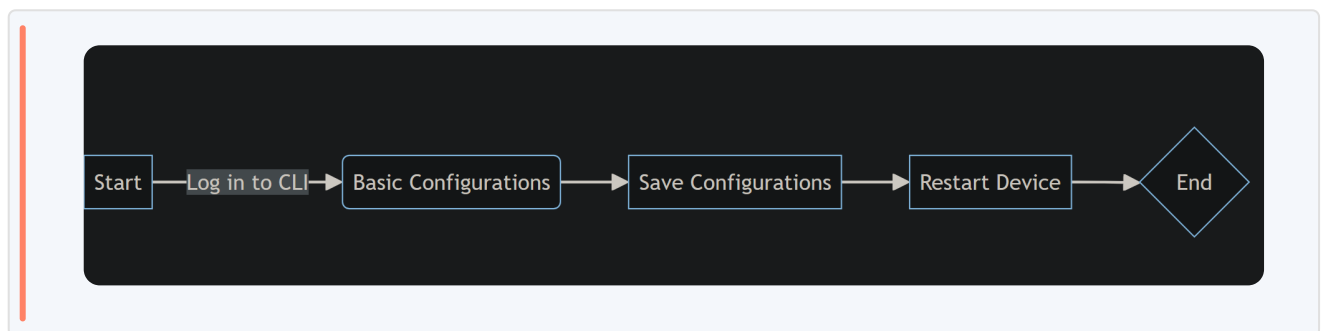 Start
Log in to CLI
Basic Configurations
Save Configurations
Restart Device
End